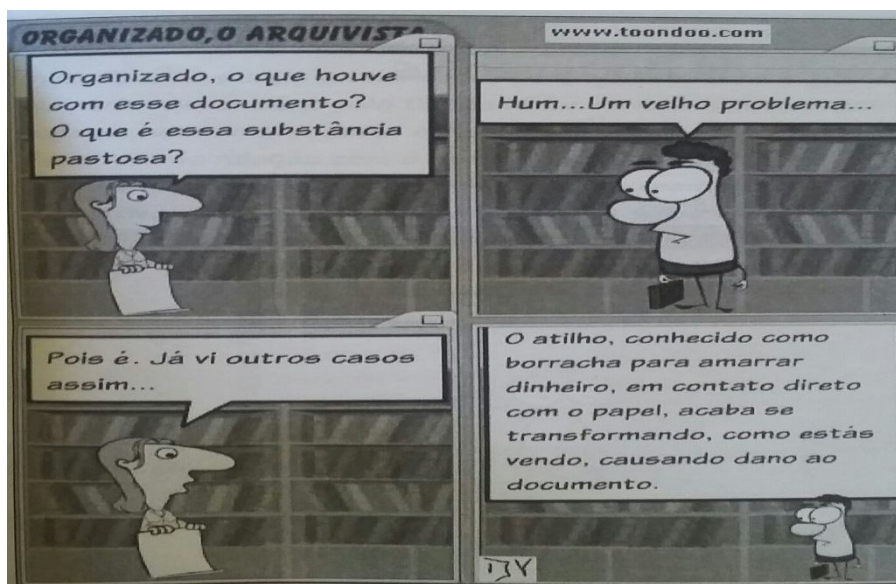 ORGANIZADO, O ARQUIVISTA
www.toondoo.com
Organizado, o que houve
com esse documento?
O que é essa substância
pastosa?
Hum...Um velho problema...
Pois é. Já vi outros casos
assim...
O atilho, conhecido como
borracha para amarrar
dinheiro, em contato direto
com o papel, acaba se
transformando, como estás
vendo, causando dano ao
documento.